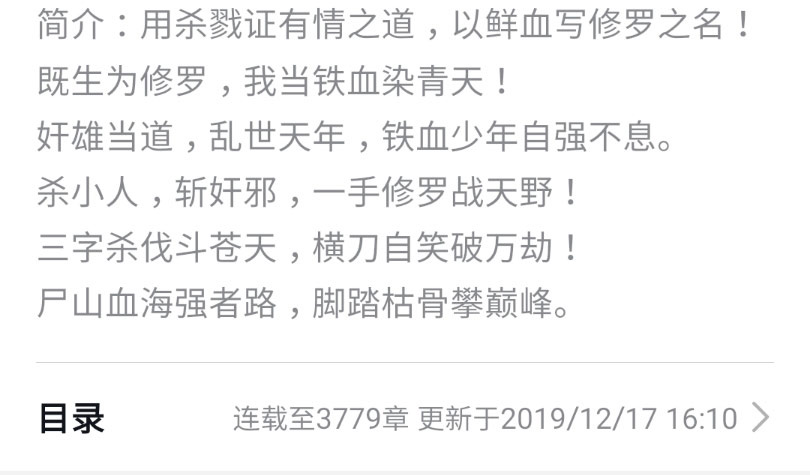 简介：用杀戮证有情之道，以鲜血写修罗之名！
既生为修罗，我当铁血染青天！
奸雄当道，乱世天年，铁血少年自强不息。
杀小人，斩奸邪，一手修罗战天野！
三字杀伐斗苍天，横刀自笑破万劫！
尸山血海强者路，脚踏枯骨攀巅峰。
目录 连载至3779章 更新于2019/12/17 16:10